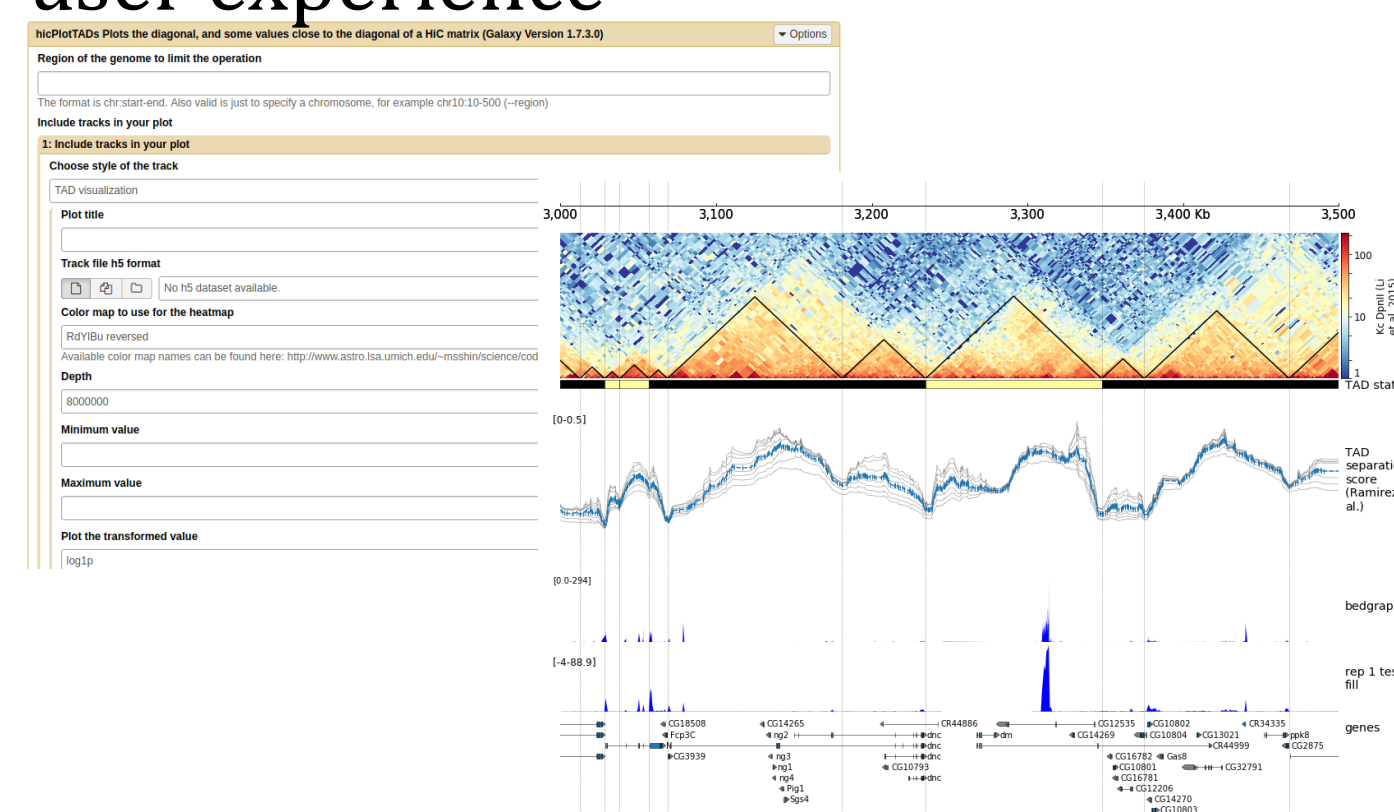 user experience
hicPlotTADs Plots the diagonal, and some values close to the diagonal of a HiC matrix (Galaxy Version 1.7.3.0)
Options
Region of the genome to limit the operation
The format is chr:start-end. Also valid is just to specify a chromosome, for example chr10:10-500 (--region)
Include tracks in your plot
1: Include tracks in your plot
Choose style of the track
TAD visualization
Plot title
Track file h5 format
No h5 dataset available.
Color map to use for the heatmap
RdYlBu reversed
Available color map names can be found here: http://www.astro.lsa.umich.edu/~msshin/science/cod
Depth
8000000
Minimum value
Maximum value
Plot the transformed value
log1p
3,000 3,100 3,200 3,300 3,400 Kb 3,500
100
10
1
Kc DpnII (Li
et al. 2015)
TAD stat
[0-0.5]
TAD
separati
score
(Ramirez
al.)
[0.0-294]
bedgrap
[-4-88.9]
rep 1 tes
fill
genes
CG18508 CG14265 CR44886 CG12535 CG10802 CR34335
Fcp3C ng2 dnc dm CG14269 CG10804 CG13021 ppk8
N dnc CR44999 CG2875
CG3939 ng3 dnc CG16782 Gas8
ng1 CG10793 CG10801 CG32791
ng4 dnc CG16781
Pig1 CG12206
Sgs4 CG14270
CG10803